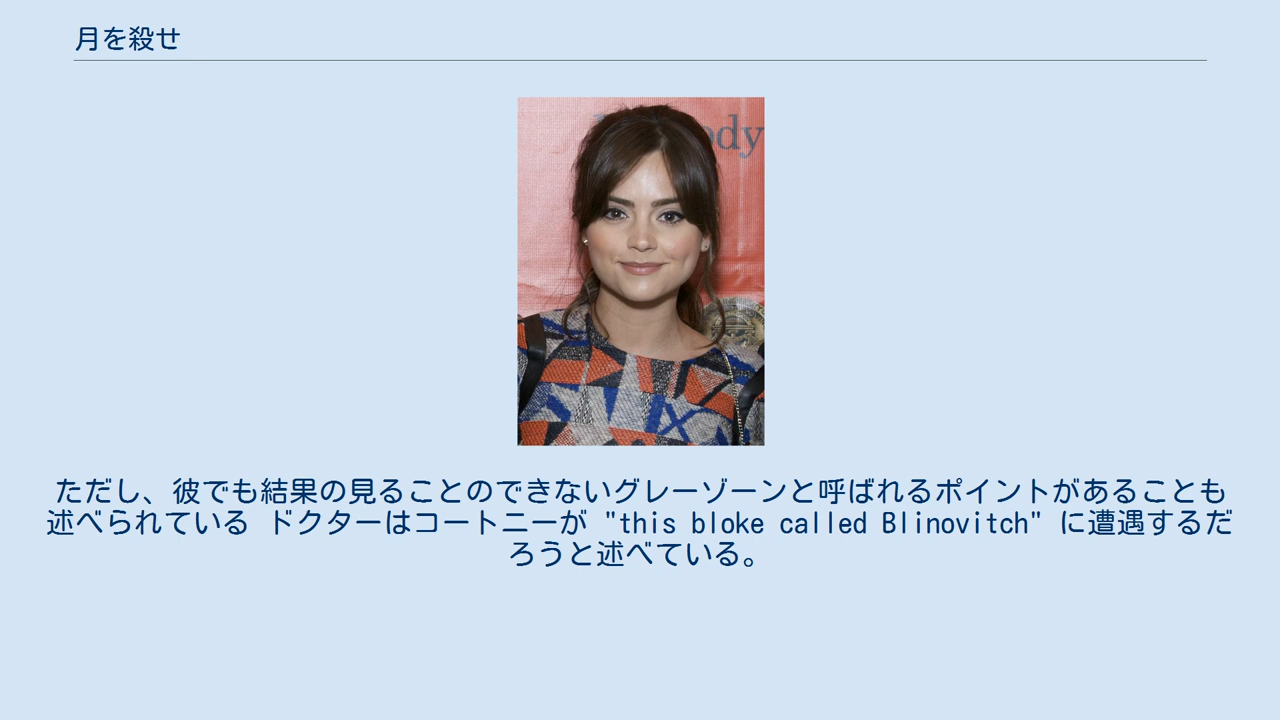 月を殺せ
ody
ただし、彼でも結果の見ることのできないグレーゾーンと呼ばれるポイントがあることも
述べられている ドクターはコートニーが "this bloke called Blinovitch" に遭遇するだ
ろうと述べている。